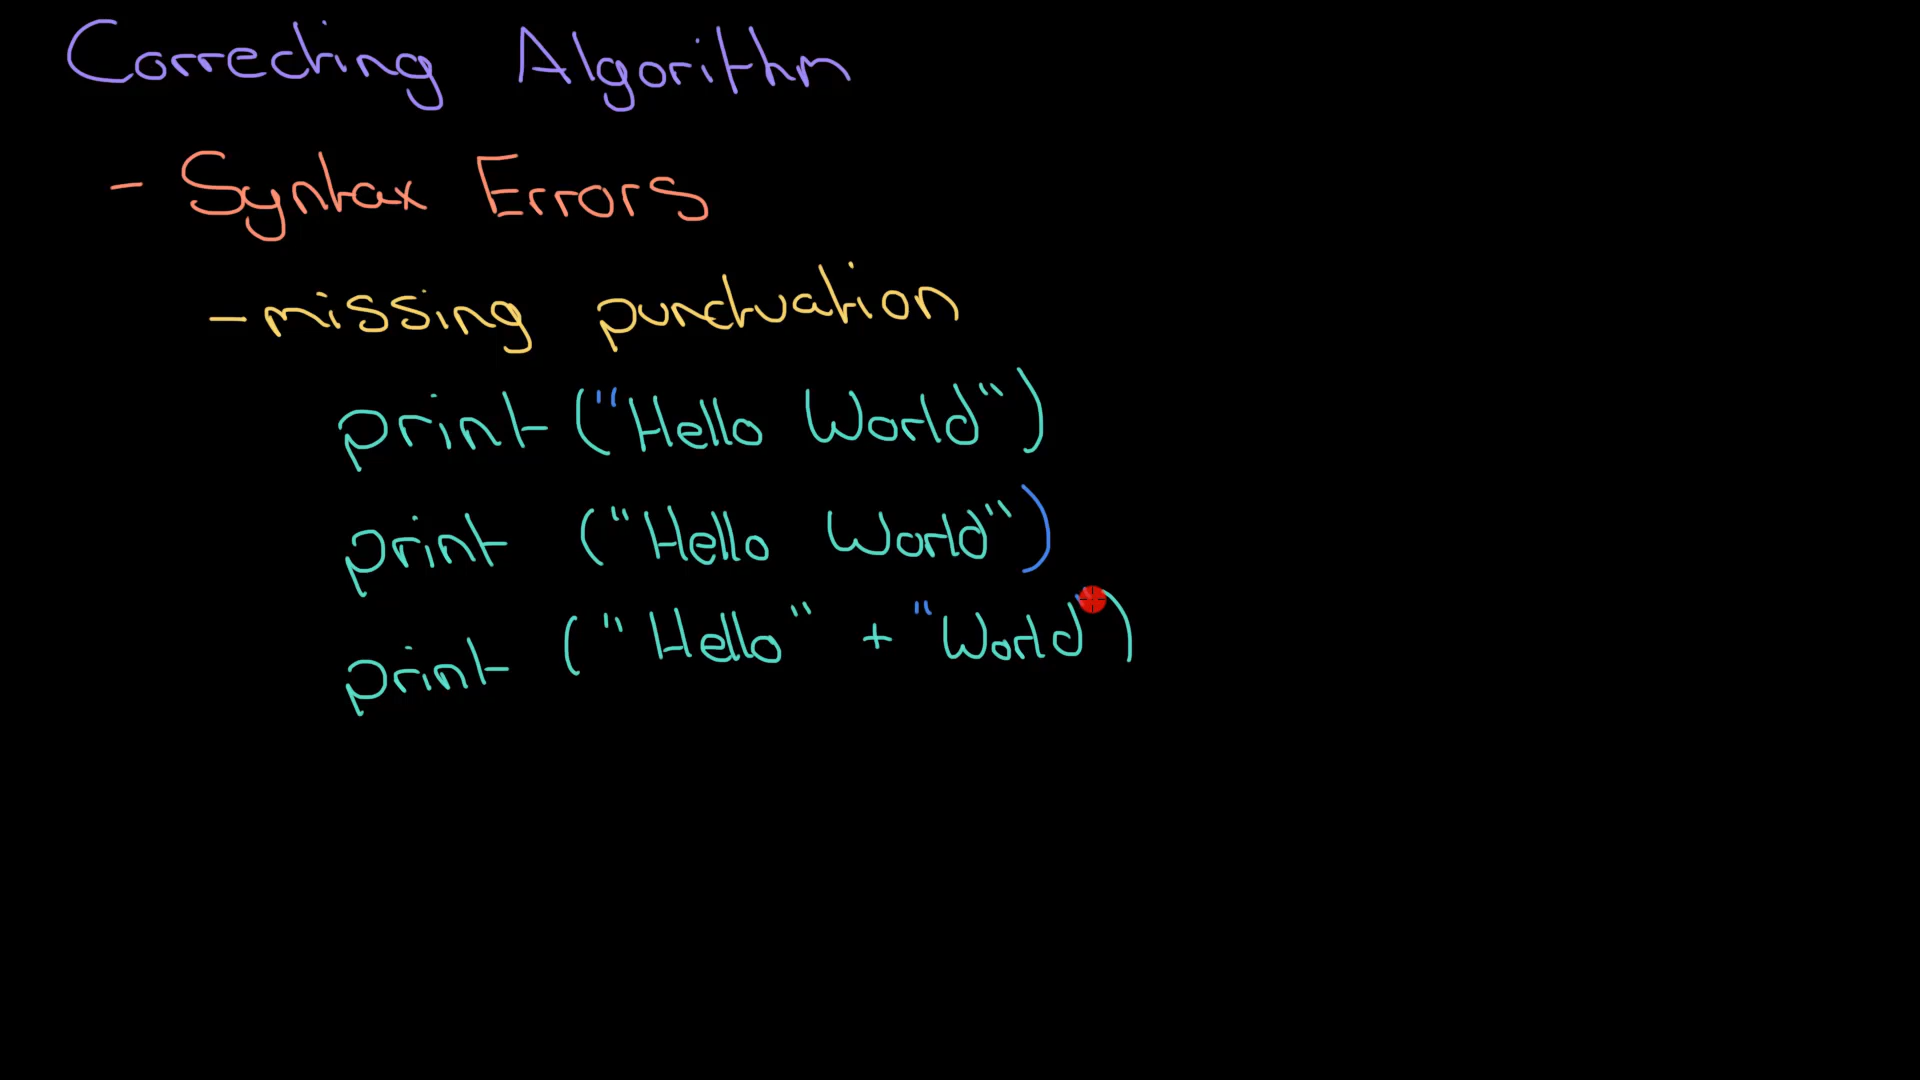 Correcting Algorithm
- Syntax Errors
- missing punctuation
print ("Hello World")
print ("Hello World")
print ("Hello" + "World")